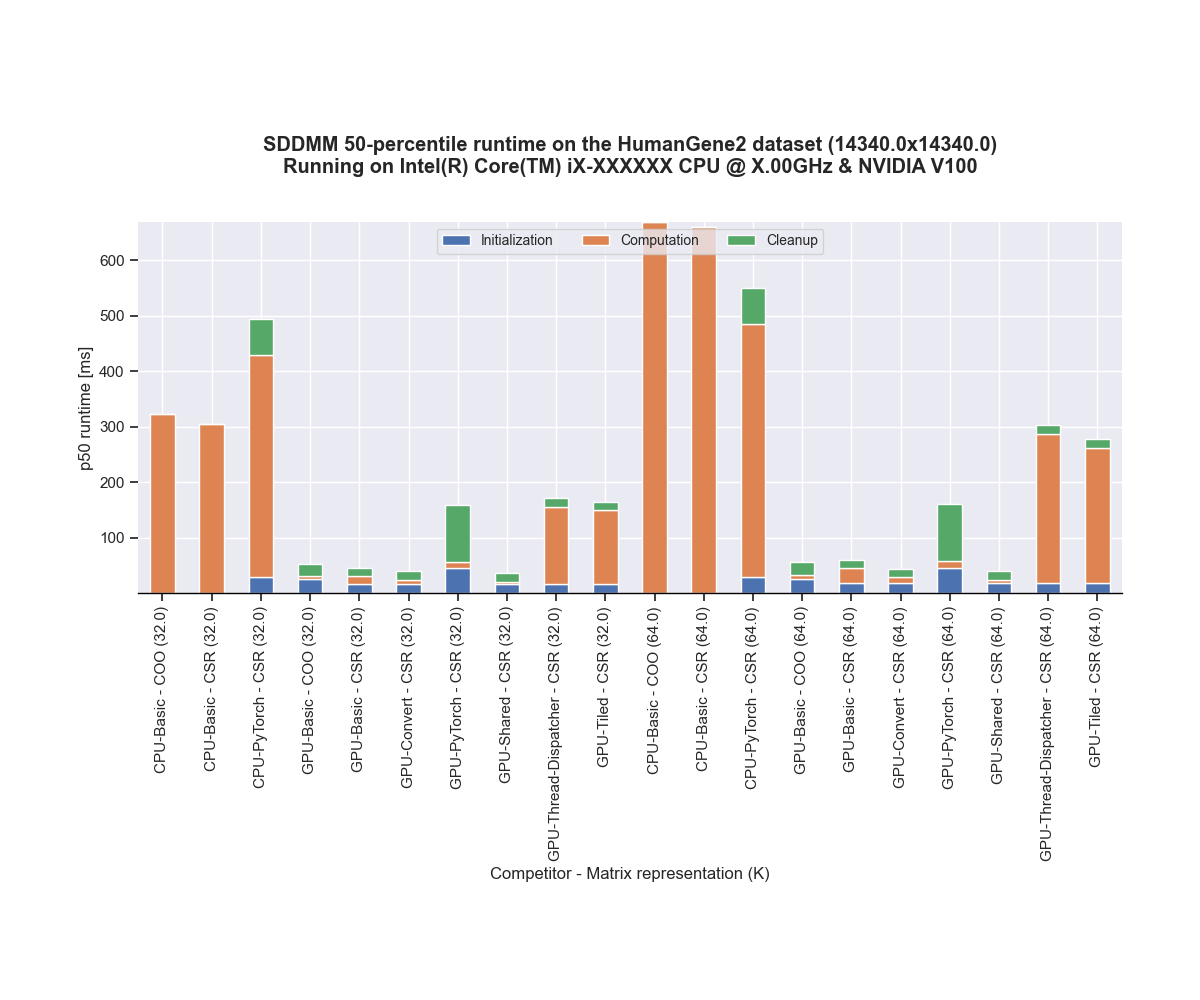 SDDMM 50-percentile runtime on the HumanGene2 dataset (14340.0x14340.0)
Running on Intel(R) Core(TM) iX-XXXXXX CPU @ X.00GHz & NVIDIA V100
Initialization
Computation
Cleanup
p50 runtime [ms]
600
500
400
300
200
100
CPU-Basic - COO (32.0)
CPU-Basic - CSR (32.0)
CPU-PyTorch - CSR (32.0)
GPU-Basic - COO (32.0)
GPU-Basic - CSR (32.0)
GPU-Convert - CSR (32.0)
GPU-PyTorch - CSR (32.0)
GPU-Shared - CSR (32.0)
GPU-Thread-Dispatcher - CSR (32.0)
GPU-Tiled - CSR (32.0)
CPU-Basic - COO (64.0)
CPU-Basic - CSR (64.0)
CPU-PyTorch - CSR (64.0)
GPU-Basic - COO (64.0)
GPU-Basic - CSR (64.0)
GPU-Convert - CSR (64.0)
GPU-PyTorch - CSR (64.0)
GPU-Shared - CSR (64.0)
GPU-Thread-Dispatcher - CSR (64.0)
GPU-Tiled - CSR (64.0)
Competitor - Matrix representation (K)